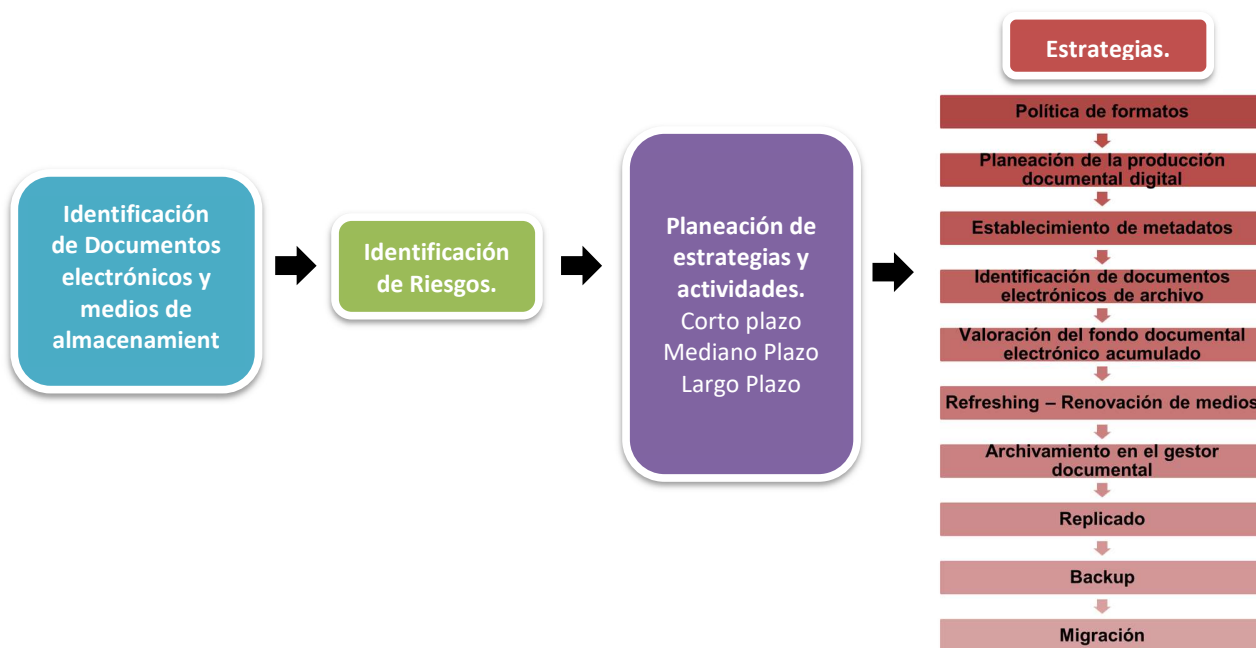 Identificación
de Documentos
electrónicos y
medios de
almacenamient
Identificación
de Riesgos.
Planeación de
estrategias y
actividades.
Corto plazo
Mediano Plazo
Largo Plazo
Estrategias.
Política de formatos
Planeación de la producción
documental digital
Establecimiento de metadatos
Identificación de documentos
electrónicos de archivo
Valoración del fondo documental
electrónico acumulado
Refreshing – Renovación de medios
Archivamiento en el gestor
documental
Replicado
Backup
Migración